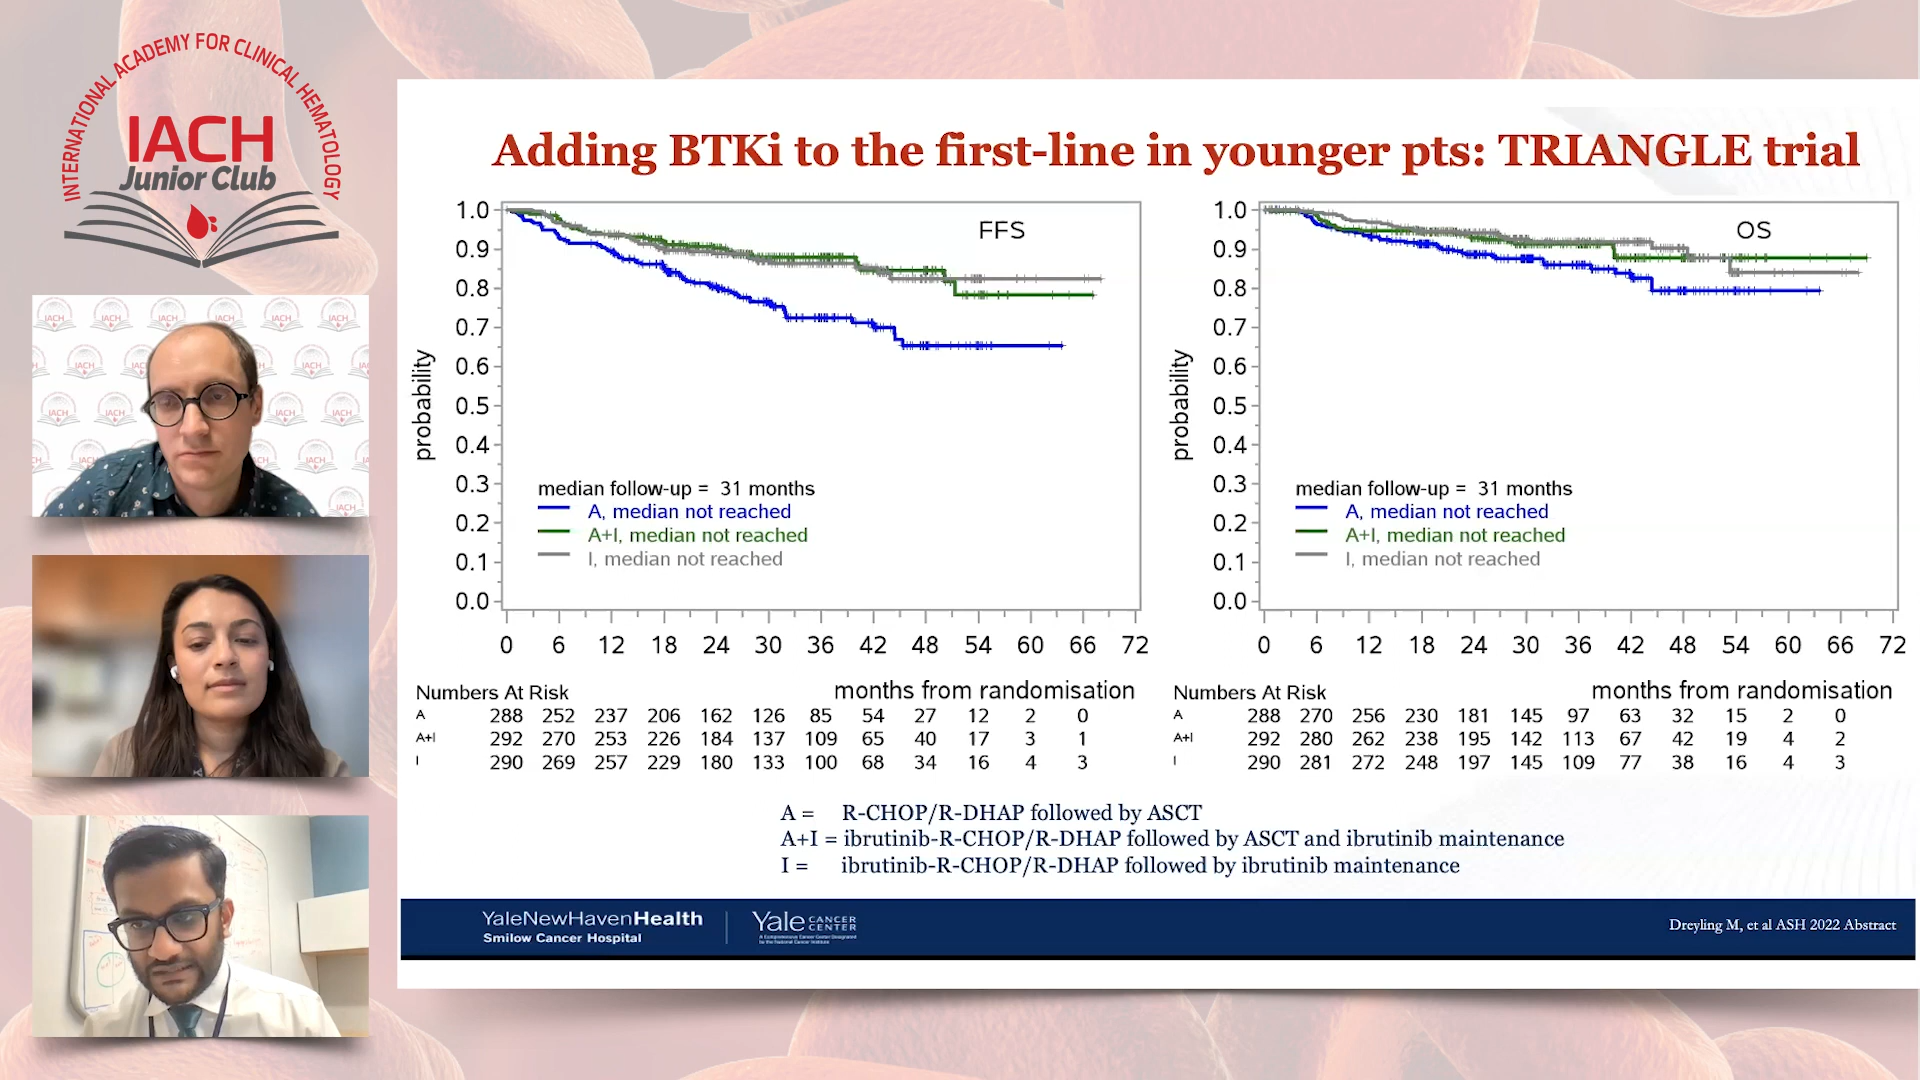 INTERNATIONAL ACADEMY FOR CLINICAL HEMATOLOGY
IACH
Junior Club
Adding BTKi to the first-line in younger pts: TRIANGLE trial
FFS
probability
1.0
0.9
0.8
0.7
0.6
0.5
0.4
0.3
0.2
0.1
0.0
median follow-up = 31 months
A, median not reached
A+I, median not reached
I, median not reached
0 6 12 18 24 30 36 42 48 54 60 66 72
Numbers At Risk months from randomisation
A 288 252 237 206 162 126 85 54 27 12 2 0
A+I 292 270 253 226 184 137 109 65 40 17 3 1
I 290 269 257 229 180 133 100 68 34 16 4 3
OS
probability
1.0
0.9
0.8
0.7
0.6
0.5
0.4
0.3
0.2
0.1
0.0
median follow-up = 31 months
A, median not reached
A+I, median not reached
I, median not reached
0 6 12 18 24 30 36 42 48 54 60 66 72
Numbers At Risk months from randomisation
A 288 270 256 230 181 145 97 63 32 15 2 0
A+I 292 280 262 238 195 142 113 67 42 19 4 2
I 290 281 272 248 197 145 109 77 38 16 4 3
A = R-CHOP/R-DHAP followed by ASCT
A+I = ibrutinib-R-CHOP/R-DHAP followed by ASCT and ibrutinib maintenance
I = ibrutinib-R-CHOP/R-DHAP followed by ibrutinib maintenance
YaleNewHavenHealth
Smilow Cancer Hospital
Yale CANCER CENTER
Dreyling M, et al ASH 2022 Abstract